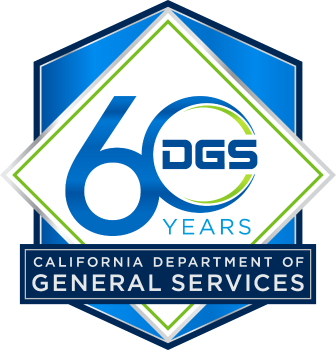 60
DGS
YEARS
CALIFORNIA DEPARTMENT OF
GENERAL SERVICES